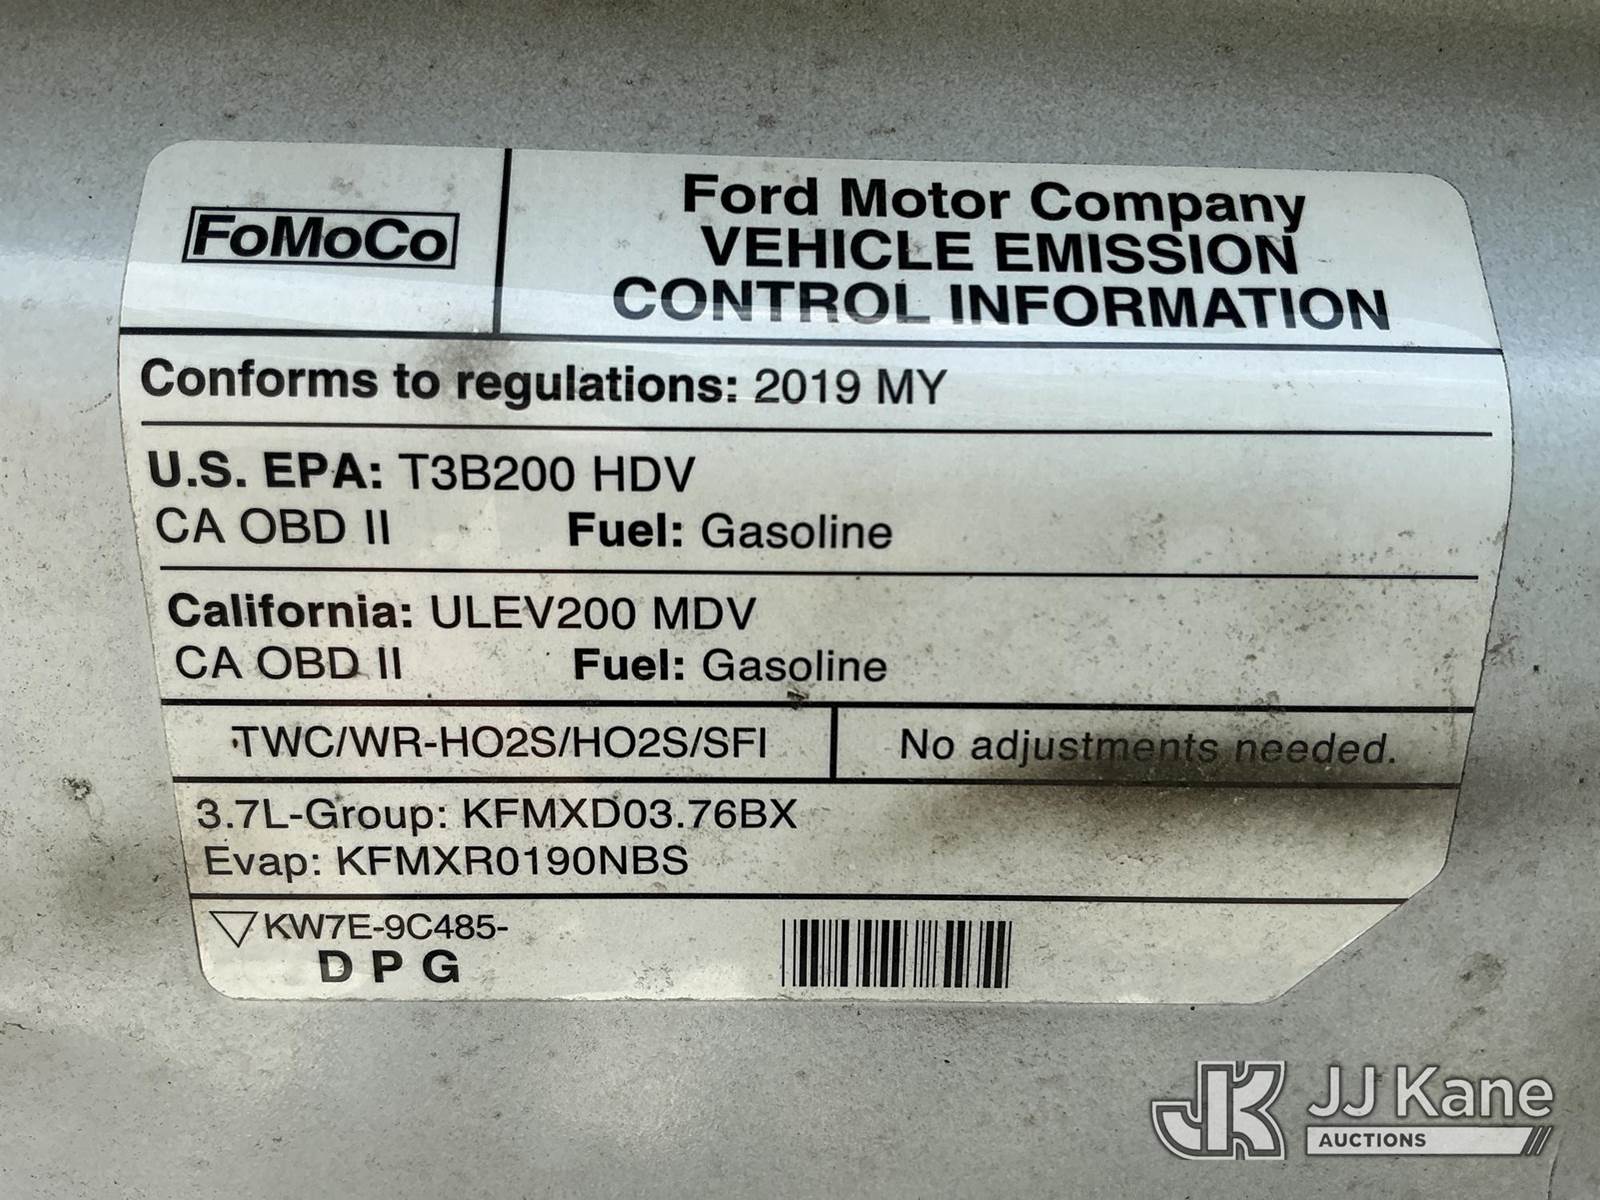 FoMoCo
Ford Motor Company
VEHICLE EMISSION
CONTROL INFORMATION
Conforms to regulations: 2019 MY
U.S. EPA: T3B200 HDV
CA OBD II Fuel: Gasoline
California: ULEV200 MDV
CA OBD II Fuel: Gasoline
TWC/WR-HO2S/HO2S/SFI
No adjustments needed.
3.7L-Group: KFMXD03.76BX
Evap: KFMXR0190NBS
KW7E-9C485-
D P G
JK JJ Kane
AUCTIONS